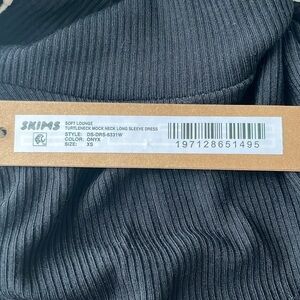 SKIMS
SOFT LOUNGE
TURTLENECK MOCK NECK LONG SLEEVE DRESS
STYLE: DS-DRS-6331W
COLOR: ONYX
SIZE: XS
197128651495